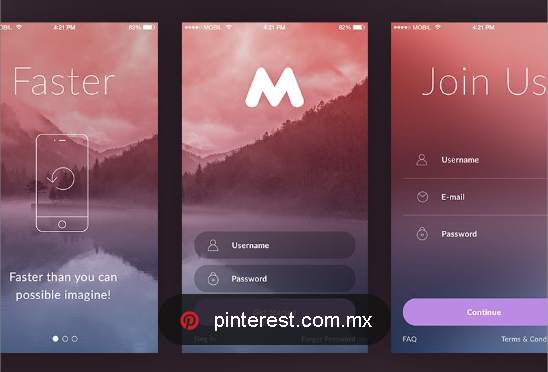 MOBIL
4:21 PM
82%
Faster
Faster than you can
possible imagine!
MOBIL
4:21 PM
82%
M
Username
Password
Sign in
Forgot Password
pinterest.com.mx
MOBIL
4:21 PM
Join Us
Username
E-mail
Password
Continue
FAQ
Terms & Cond